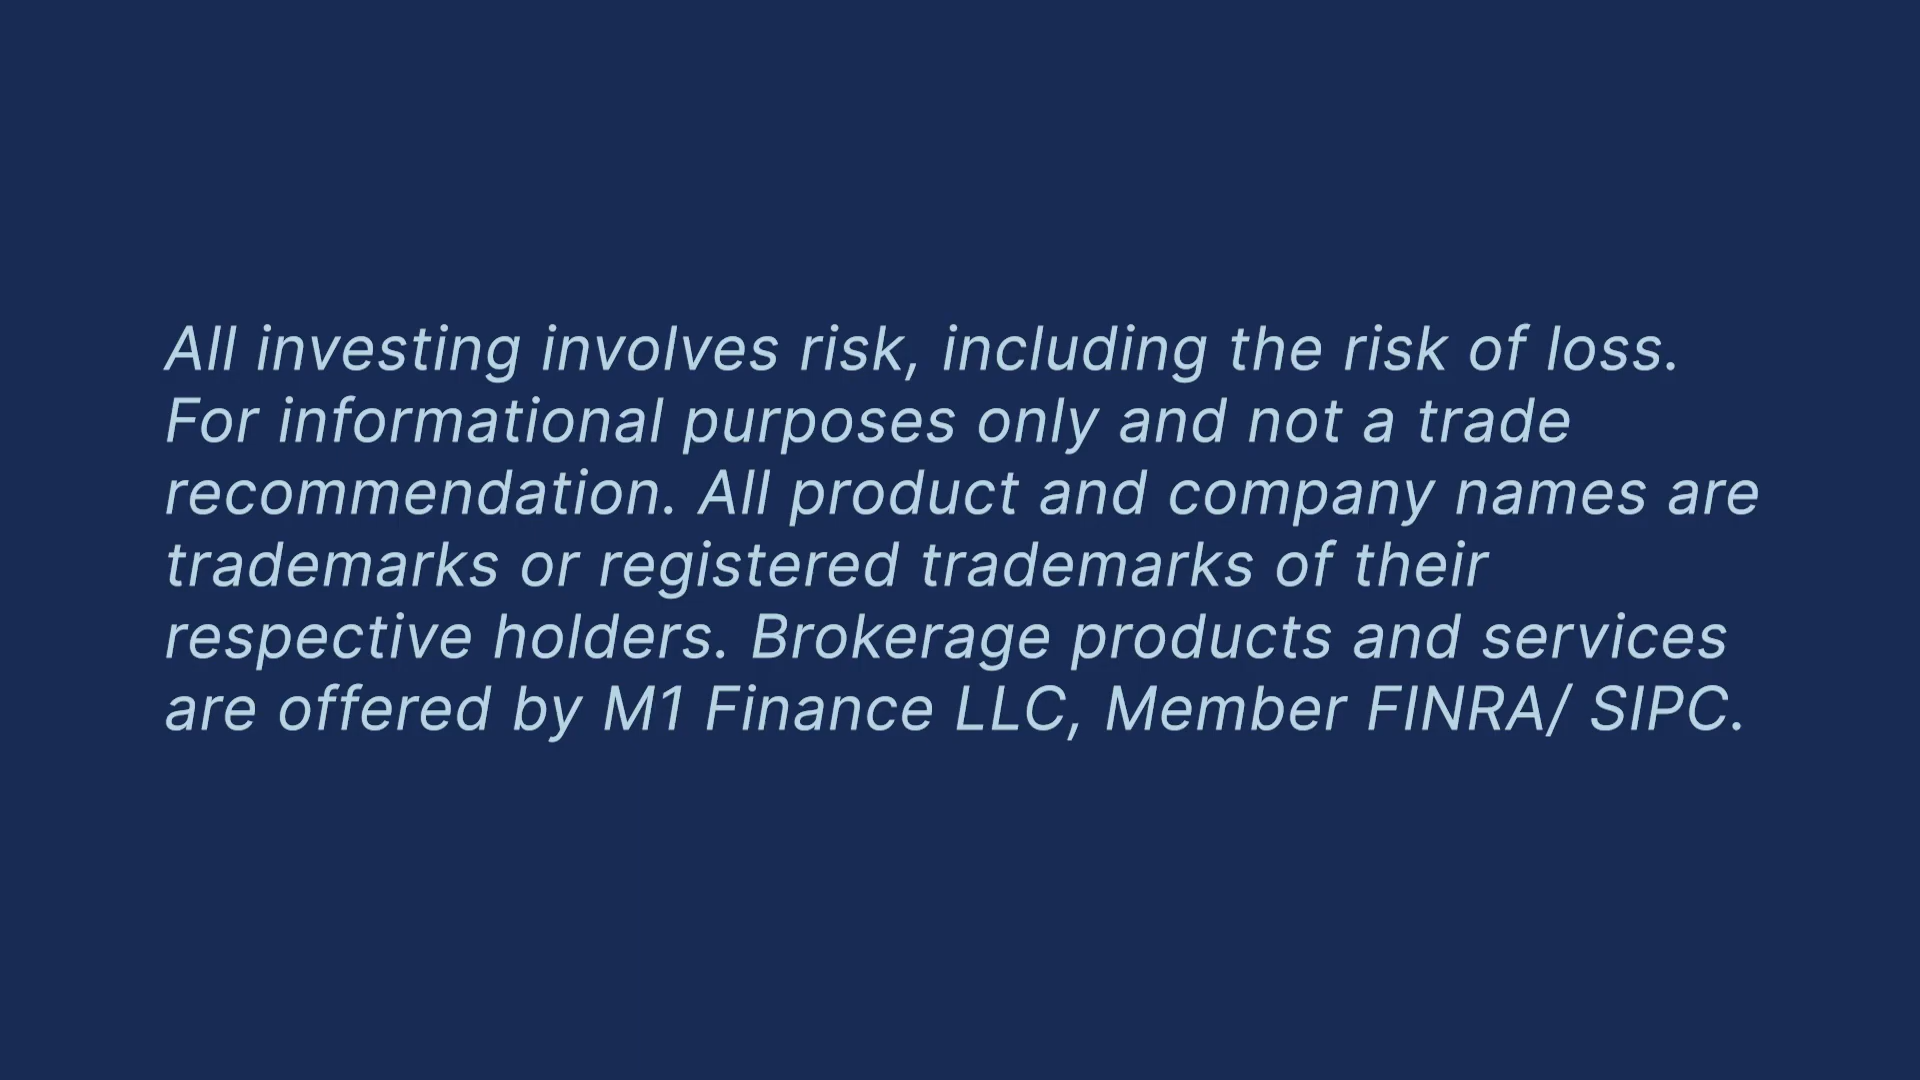 All investing involves risk, including the risk of loss.
For informational purposes only and not a trade
recommendation. All product and company names are
trademarks or registered trademarks of their
respective holders. Brokerage products and services
are offered by M1 Finance LLC, Member FINRA/ SIPC.